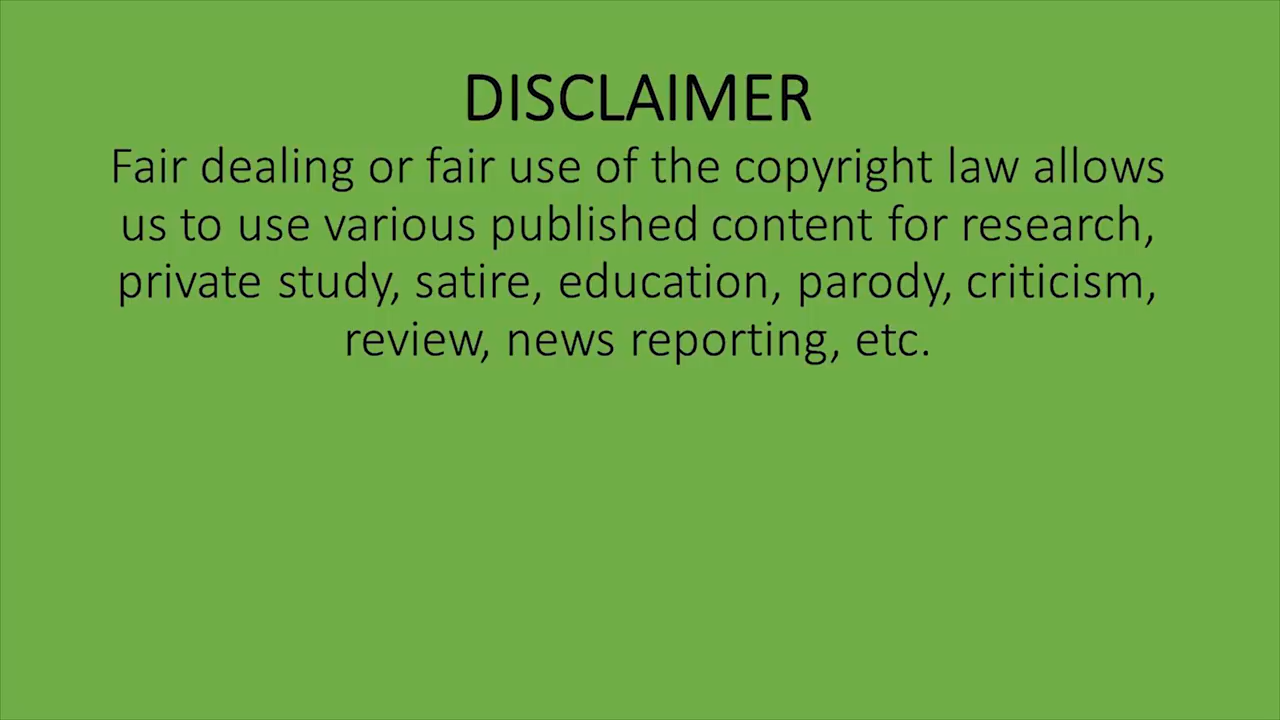 DISCLAIMER
Fair dealing or fair use of the copyright law allows
us to use various published content for research,
private study, satire, education, parody, criticism,
review, news reporting, etc.